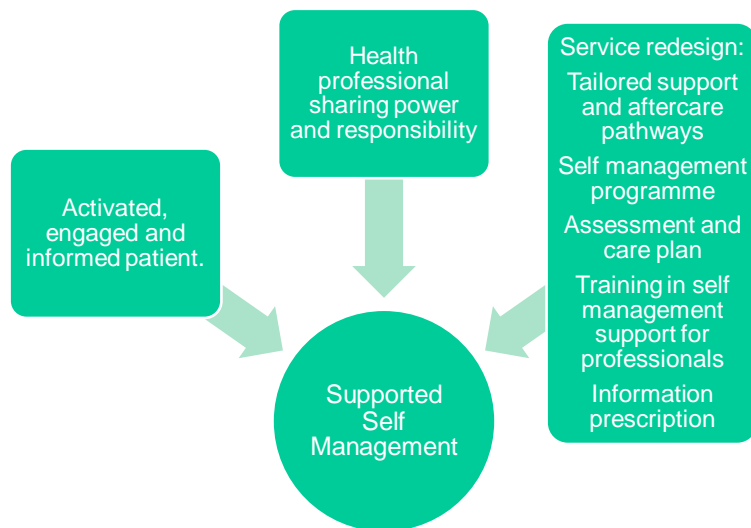 Activated,
engaged and
informed patient.
Health
professional
sharing power
and responsibility
Service redesign:
Tailored support
and aftercare
pathways
Self management
programme
Assessment and
care plan
Training in self
management
support for
professionals
Information
prescription
Supported
Self
Management